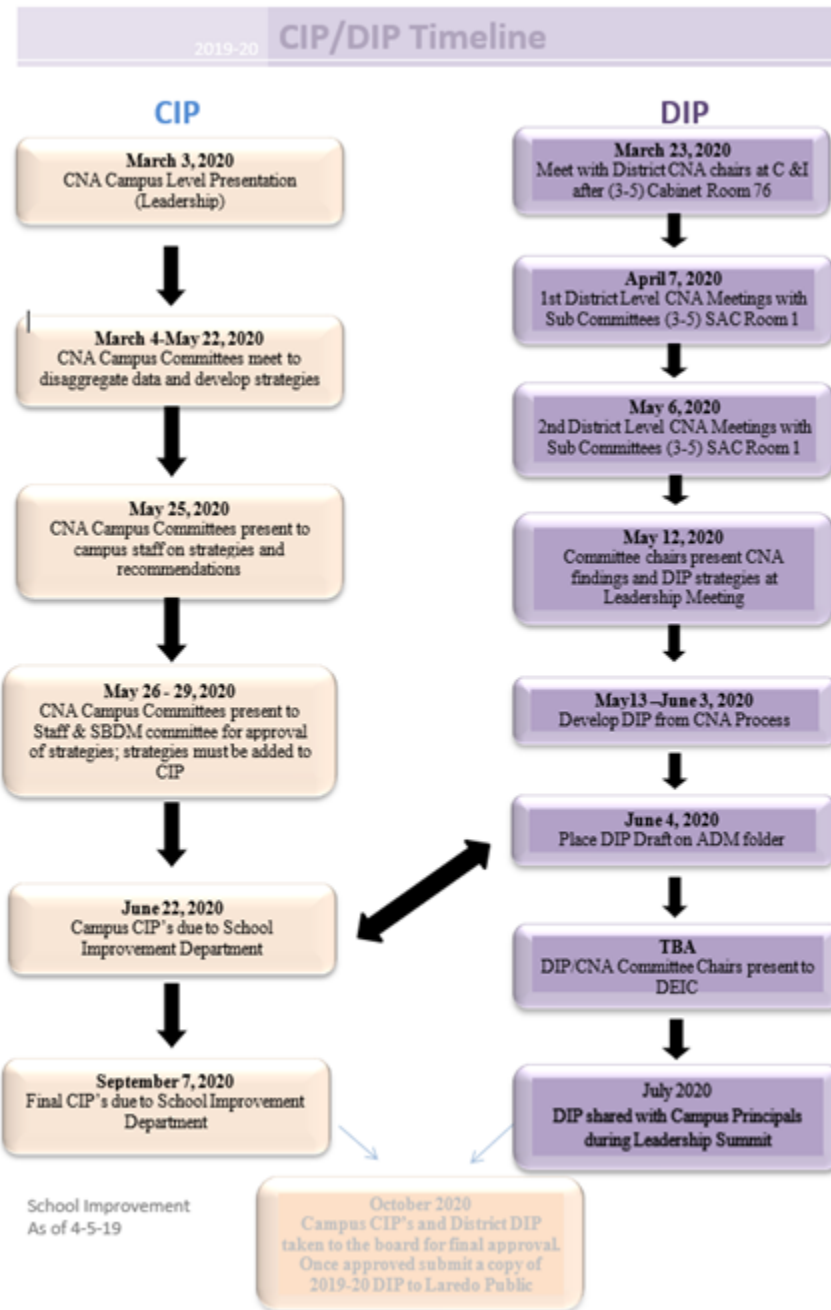 2019-20 CIP/DIP Timeline
CIP
March 3, 2020
CNA Campus Level Presentation
(Leadership)
March 4-May 22, 2020
CNA Campus Committees meet to
disaggregate data and develop strategies
May 25, 2020
CNA Campus Committees present to
campus staff on strategies and
recommendations
May 26 - 29, 2020
CNA Campus Committees present to
Staff & SBDM committee for approval
of strategies; strategies must be added to
CIP
June 22, 2020
Campus CIP's due to School
Improvement Department
September 7, 2020
Final CIP's due to School Improvement
Department
DIP
March 23, 2020
Meet with District CNA chairs at C &I
after (3-5) Cabinet Room 76
April 7, 2020
1st District Level CNA Meetings with
Sub Committees (3-5) SAC Room 1
May 6, 2020
2nd District Level CNA Meetings with
Sub Committees (3-5) SAC Room 1
May 12, 2020
Committee chairs present CNA
findings and DIP strategies at
Leadership Meeting
May13 –June 3, 2020
Develop DIP from CNA Process
June 4, 2020
Place DIP Draft on ADM folder
TBA
DIP/CNA Committee Chairs present to
DEIC
July 2020
DIP shared with Campus Principals
during Leadership Summit
October 2020
Campus CIP's and District DIP
taken to the board for final approval.
Once approved submit a copy of
2019-20 DIP to Laredo Public
School Improvement
As of 4-5-19